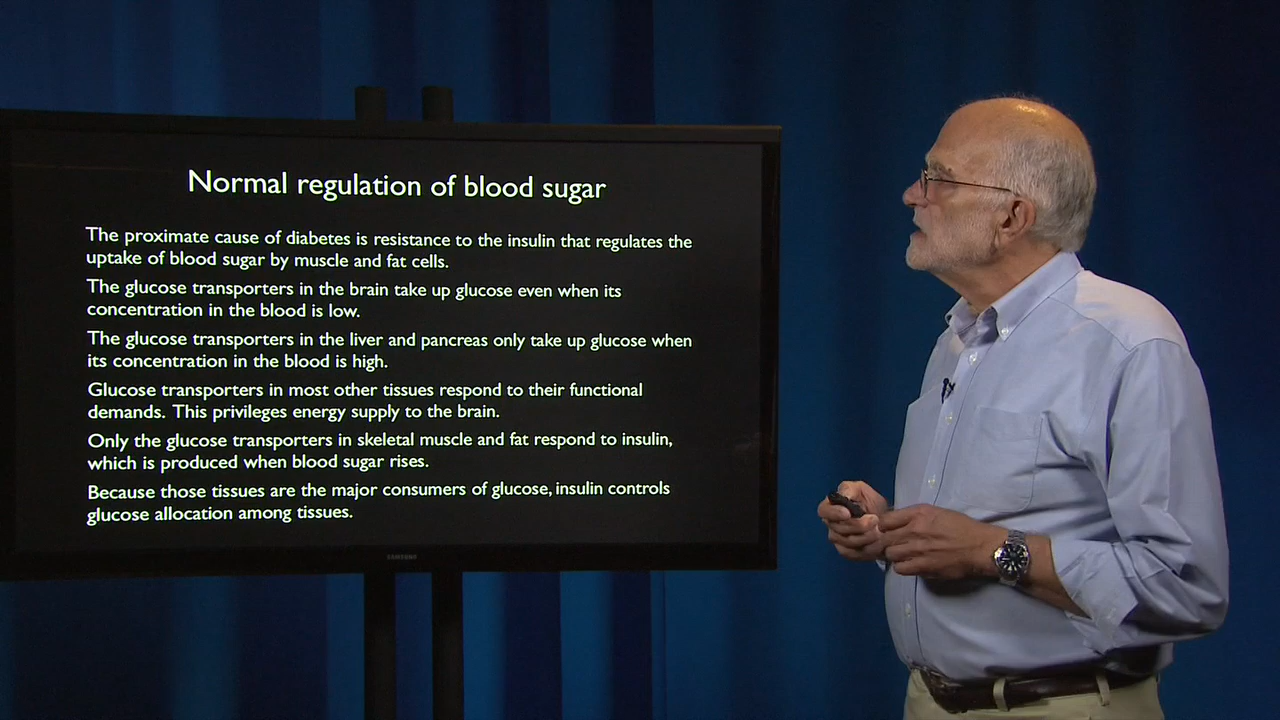 Normal regulation of blood sugar
The proximate cause of diabetes is resistance to the insulin that regulates the
uptake of blood sugar by muscle and fat cells.
The glucose transporters in the brain take up glucose even when its
concentration in the blood is low.
The glucose transporters in the liver and pancreas only take up glucose when
its concentration in the blood is high.
Glucose transporters in most other tissues respond to their functional
demands. This privileges energy supply to the brain.
Only the glucose transporters in skeletal muscle and fat respond to insulin,
which is produced when blood sugar rises.
Because those tissues are the major consumers of glucose, insulin controls
glucose allocation among tissues.
SAMSUNG